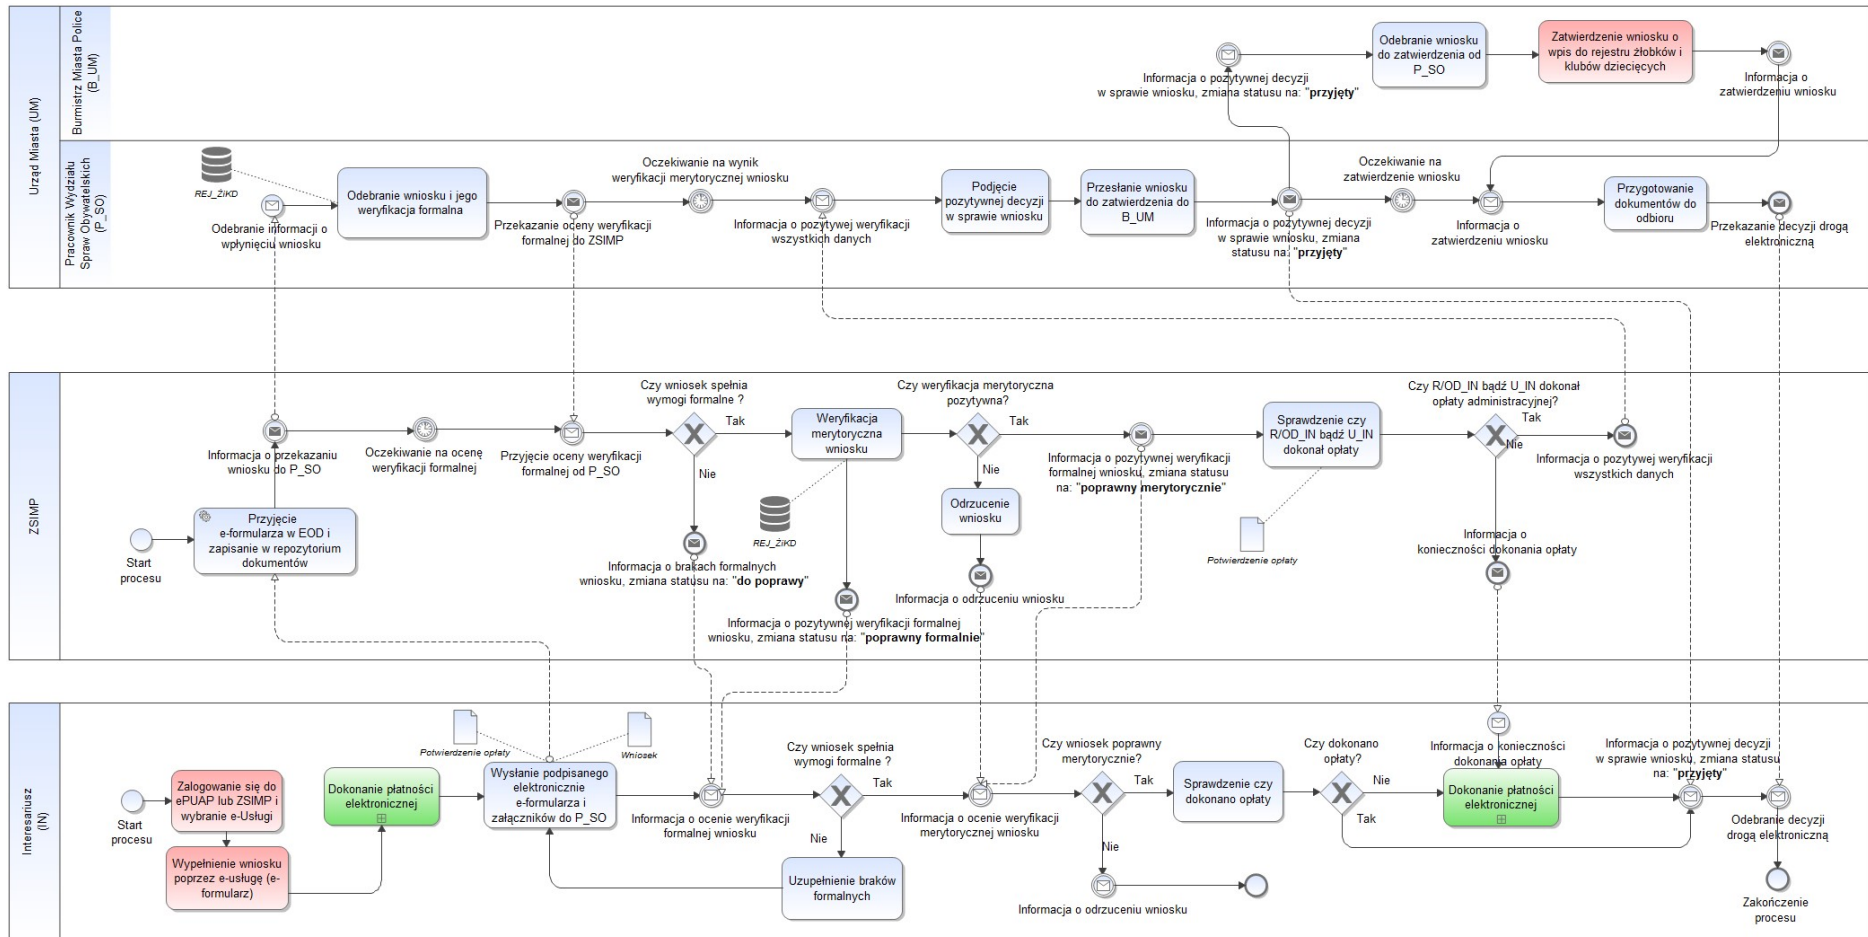 Urząd Miasta (UM)
Burmistrz Miasta Police
(B_UM)
Informacja o pozytywnej decyzji
w sprawie wniosku, zmiana statusu na: "przyjęty"
Odebranie wniosku
do zatwierdzenia od
P_SO
Zatwierdzenie wniosku o
wpis do rejestru żłobków i
klubów dziecięcych
Informacja o
zatwierdzeniu wniosku
Pracownik Wydziału
Spraw Obywatelskich
(P_SO)
REJ_ŻiKD
Odebranie informacji o
wpłynięciu wniosku
Odebranie wniosku i jego
weryfikacja formalna
Przekazanie oceny weryfikacji
formalnej do ZSIMP
Oczekiwanie na wynik
weryfikacji merytorycznej wniosku
Informacja o pozytywej weryfikacji
wszystkich danych
Podjęcie
pozytywnej decyzji
w sprawie wniosku
Przesłanie wniosku
do zatwierdzenia do
B_UM
Informacja o pozytywnej decyzji
w sprawie wniosku, zmiana
statusu na: "przyjęty"
Oczekiwanie na
zatwierdzenie wniosku
Informacja o
zatwierdzeniu wniosku
Przygotowanie
dokumentów do
odbioru
Przekazanie decyzji drogą
elektroniczną
ZSIMP
Start
procesu
Przyjęcie
e-formularza w EOD i
zapisanie w repozytorium
dokumentów
Informacja o przekazaniu
wniosku do P_SO
Oczekiwanie na ocenę
weryfikacji formalnej
Przyjęcie oceny weryfikacji
formalnej od P_SO
Czy wniosek spełnia
wymogi formalne ?
Tak
Nie
Informacja o brakach formalnych
wniosku, zmiana statusu na: "do poprawy"
Weryfikacja
merytoryczna
wniosku
REJ_ŻiKD
Informacja o pozytywnej weryfikacji formalnej
wniosku, zmiana statusu na: "poprawny formalnie"
Czy weryfikacja merytoryczna
pozytywna?
Tak
Nie
Odrzucenie
wniosku
Informacja o odrzuceniu wniosku
Informacja o pozytywnej weryfikacji
formalnej wniosku, zmiana statusu
na: "poprawny merytorycznie"
Sprawdzenie czy
R/OD_IN bądź U_IN
dokonał opłaty
Potwierdzenie opłaty
Czy R/OD_IN bądź U_IN dokonał
opłaty administracyjnej?
Tak
Nie
Informacja o pozytywej weryfikacji
wszystkich danych
Informacja o
konieczności dokonania opłaty
Interesariusz
(IN)
Start
procesu
Zalogowanie się do
ePUAP lub ZSIMP i
wybranie e-Usługi
Wypełnienie wniosku
poprzez e-usługę (e-
formularz)
Dokonanie płatności
elektronicznej
Potwierdzenie opłaty
Wniosek
Wysłanie podpisanego
elektronicznie
e-formularza i
załączników do P_SO
Informacja o ocenie weryfikacji
formalnej wniosku
Czy wniosek spełnia
wymogi formalne ?
Tak
Nie
Uzupełnienie braków
formalnych
Informacja o ocenie weryfikacji
merytorycznej wniosku
Czy wniosek poprawny
merytorycznie?
Tak
Nie
Informacja o odrzuceniu wniosku
Sprawdzenie czy
dokonano opłaty
Czy dokonano
opłaty?
Nie
Tak
Informacja o konieczności
dokonania opłaty
Dokonanie płatności
elektronicznej
Informacja o pozytywnej decyzji
w sprawie wniosku, zmiana statusu
na: "przyjęty"
Odebranie decyzji
drogą elektroniczną
Zakończenie
procesu